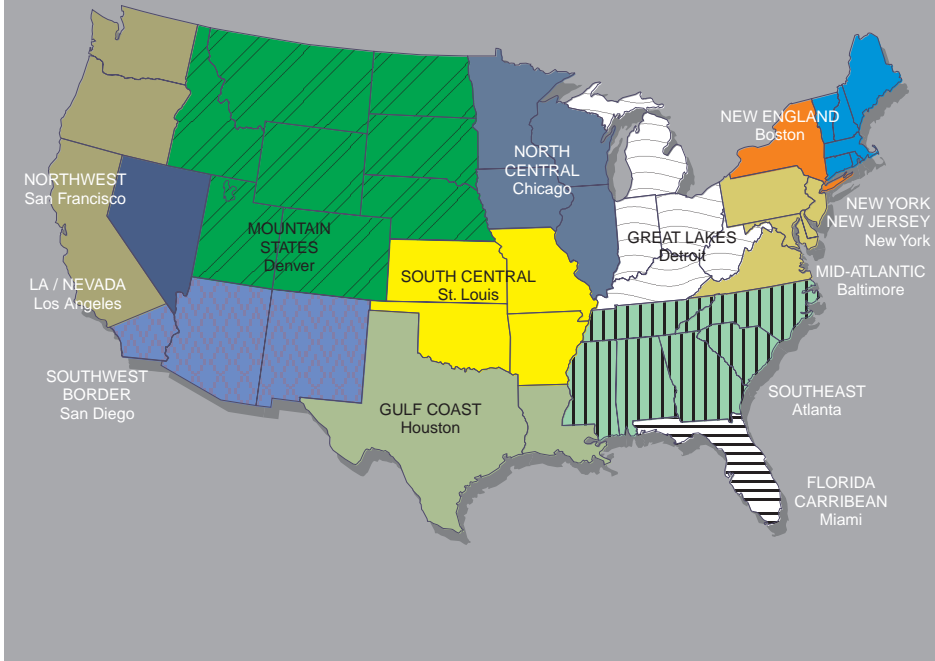 NEW ENGLAND
Boston
NORTH
CENTRAL
Chicago
NORTHWEST
San Francisco
NEW YORK
NEW JERSEY
New York
MOUNTAIN
STATES
Denver
GREAT LAKES
Detroit
MID-ATLANTIC
Baltimore
LA / NEVADA
Los Angeles
SOUTH CENTRAL
St. Louis
SOUTHWEST
BORDER
San Diego
SOUTHEAST
Atlanta
GULF COAST
Houston
FLORIDA
CARRIBEAN
Miami